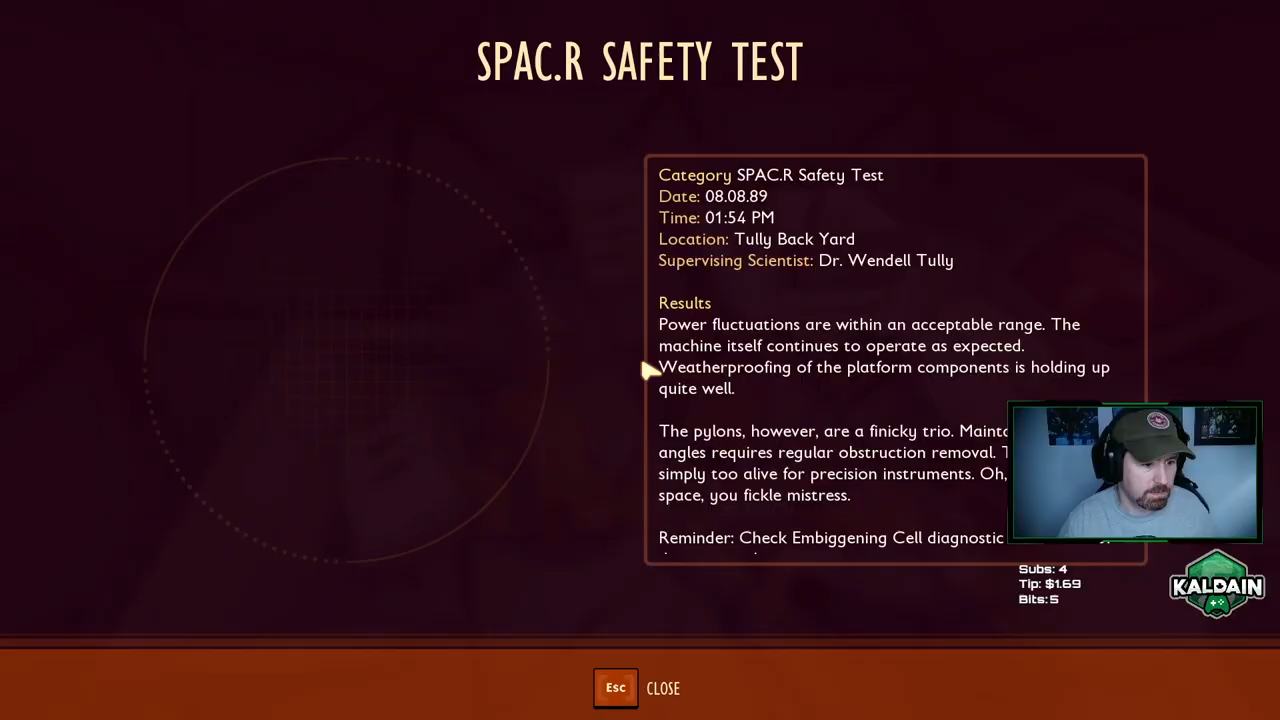 SPAC.R SAFETY TEST
Category SPAC.R Safety Test
Date: 08.08.89
Time: 01:54 PM
Location: Tully Back Yard
Supervising Scientist: Dr. Wendell Tully
Results
Power fluctuations are within an acceptable range. The
machine itself continues to operate as expected.
Weatherproofing of the platform components is holding up
quite well.
The pylons, however, are a finicky trio.
angles requires regular obstruction removal.
simply too alive for precision instruments. Oh,
space, you fickle mistress.
Reminder: Check Embiggening Cell diagnostic
Subs: 4
Tip: $1.69
Bits: 5
KALDAIN
Esc CLOSE